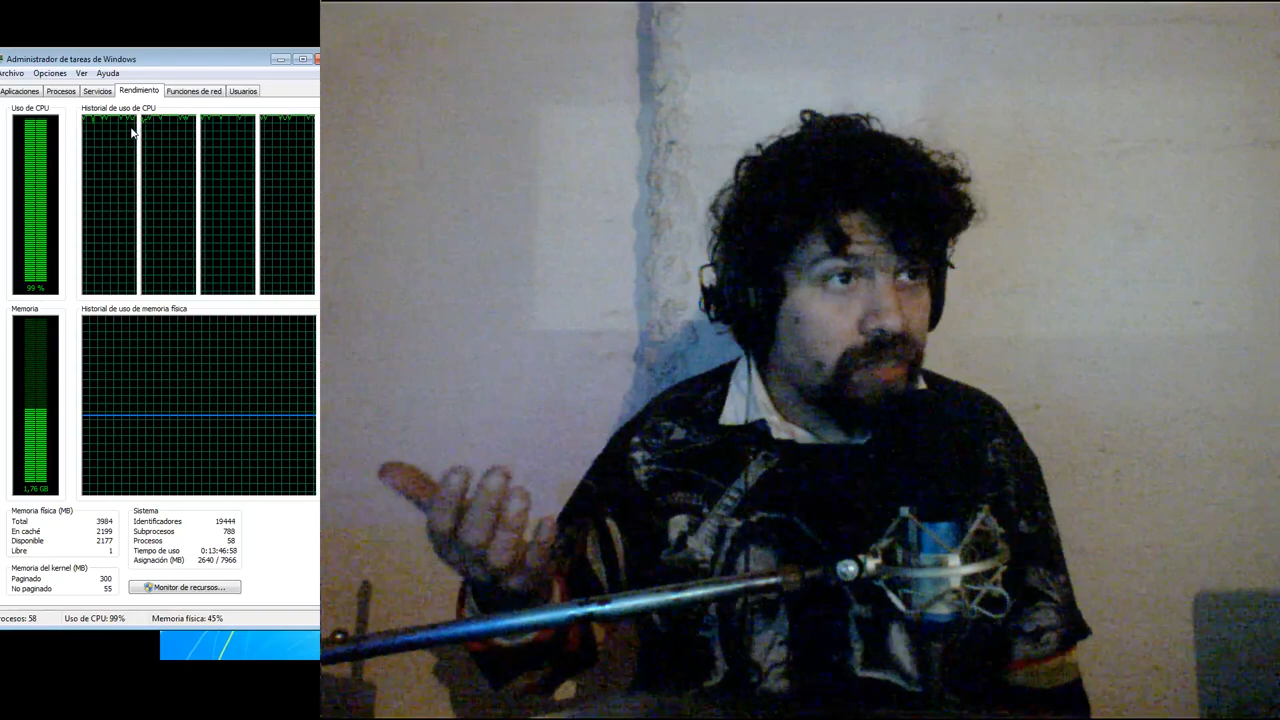 Administrador de tareas de Windows
Archivo Opciones Ver Ayuda
Aplicaciones Procesos Servicios Rendimiento Funciones de red Usuarios
Uso de CPU Historial de uso de CPU
99 %
Memoria Historial de uso de memoria física
1,76 GB
Memoria física (MB) Sistema
Total 3984 Identificadores 19444
En caché 2199 Subprocesos 788
Disponible 2177 Procesos 58
Libre 1 Tiempo de uso 0:13:46:58
Asignación (MB) 2640 / 7966
Memoria del kernel (MB)
Paginado 300
No paginado 55
Monitor de recursos...
rocesos: 58 Uso de CPU: 99% Memoria física: 45%